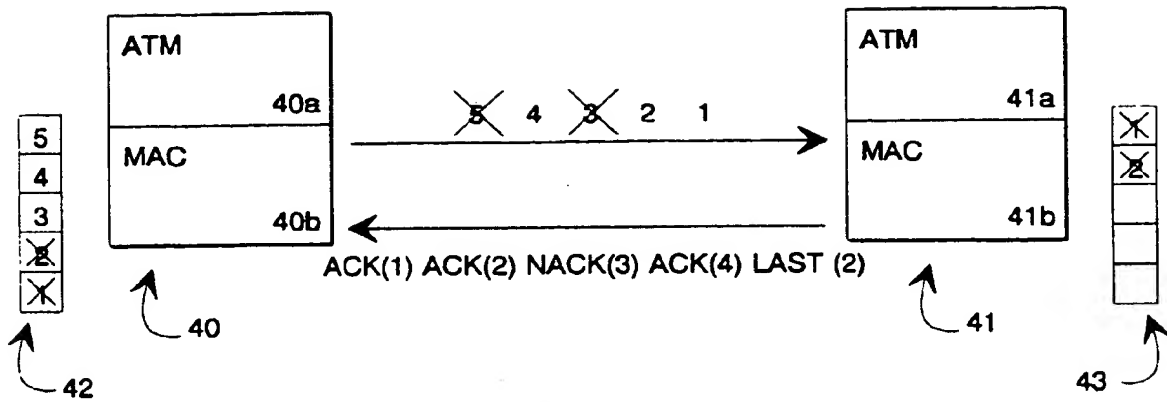 ATM
40a
MAC
40b
5 4 3 2 1
ATM
41a
MAC
41b
5
4
3
2
1
1
2
ACK(1) ACK(2) NACK(3) ACK(4) LAST (2)
40
41
42
43